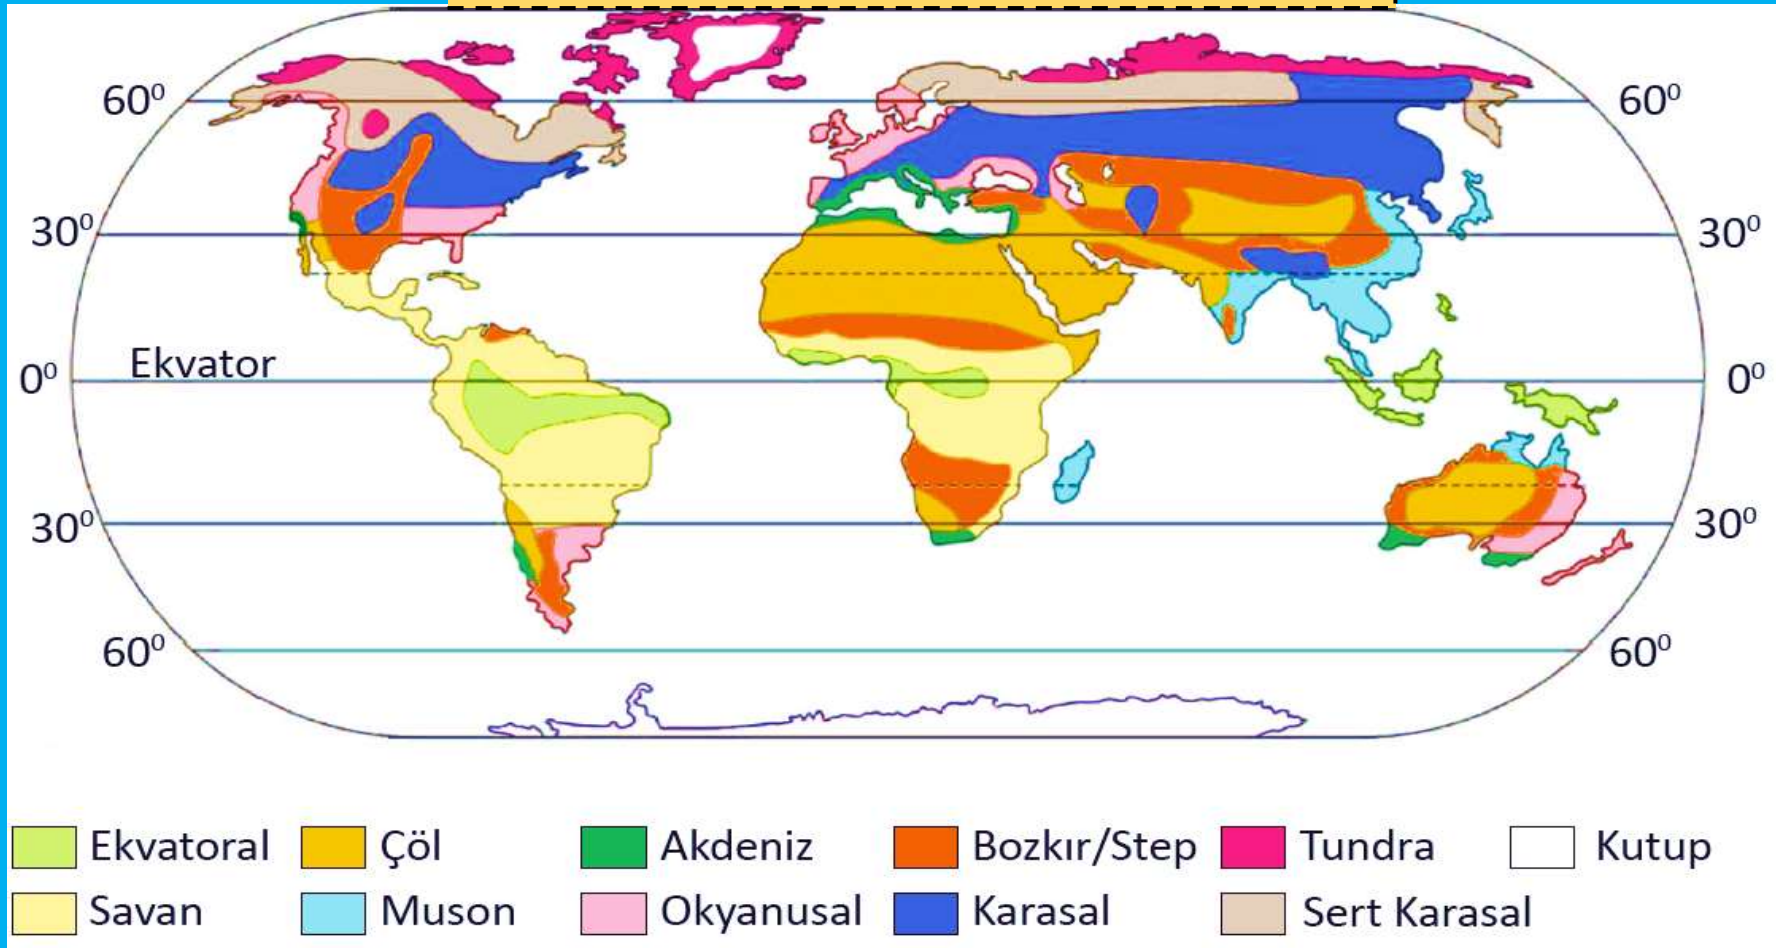 60⁰ 60⁰
30⁰ 30⁰
Ekvator
0⁰ 0⁰
30⁰ 30⁰
60⁰ 60⁰
Ekvatoral Çöl Akdeniz Bozkır/Step Tundra Kutup
Savan Muson Okyanusal Karasal Sert Karasal